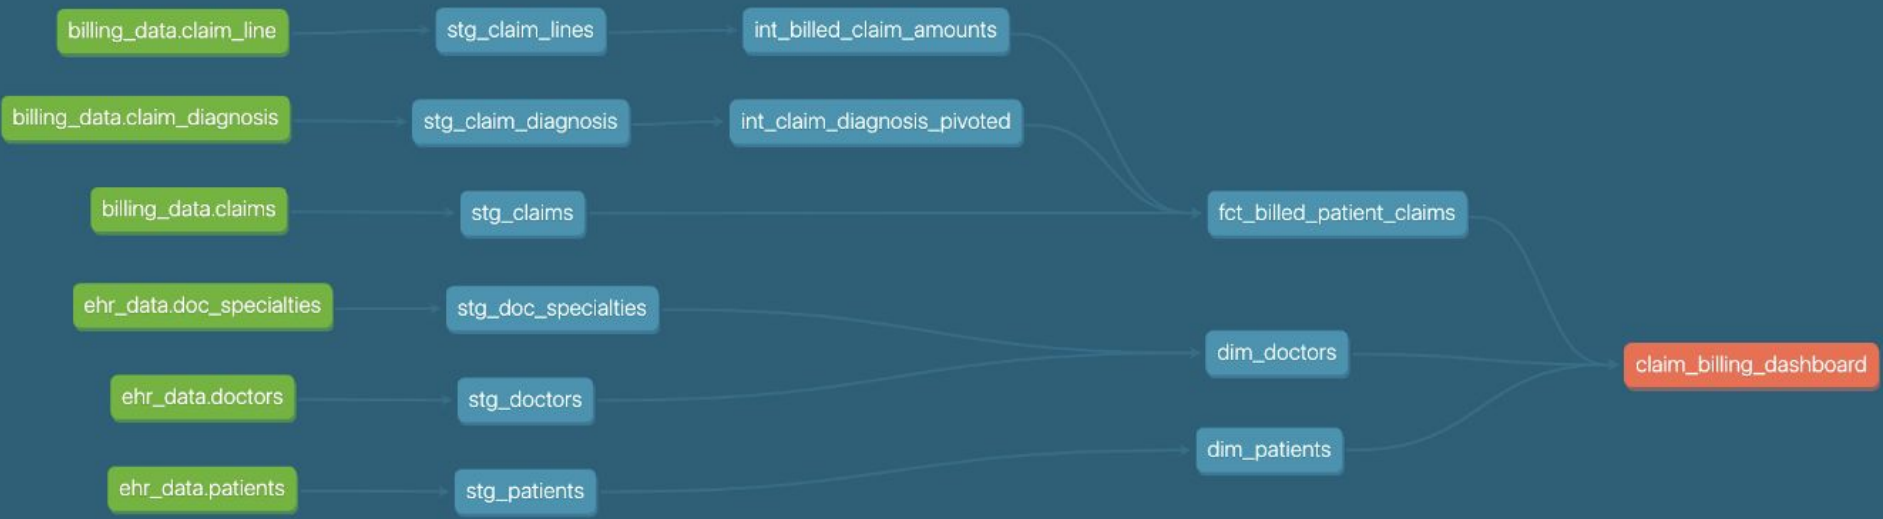 billing_data.claim_line
stg_claim_lines
int_billed_claim_amounts
billing_data.claim_diagnosis
stg_claim_diagnosis
int_claim_diagnosis_pivoted
billing_data.claims
stg_claims
fct_billed_patient_claims
ehr_data.doc_specialties
stg_doc_specialties
dim_doctors
claim_billing_dashboard
ehr_data.doctors
stg_doctors
dim_patients
ehr_data.patients
stg_patients